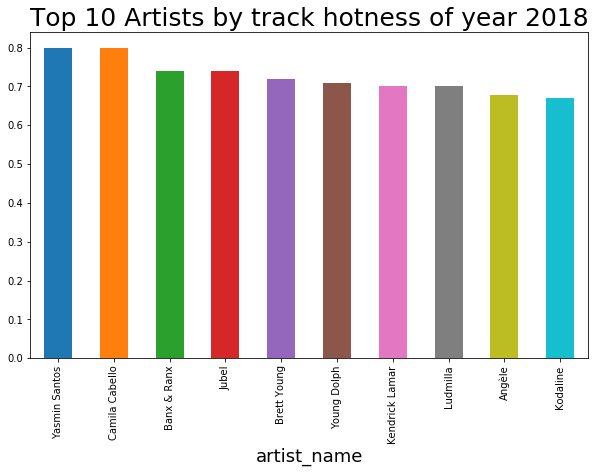 Top 10 Artists by track hotness of year 2018
0.8
0.7
0.6
0.5
0.4
0.3
0.2
0.1
0.0
Yasmin Santos
Camila Cabello
Banx & Ranx
Jubel
Brett Young
Young Dolph
Kendrick Lamar
Ludmilla
Angèle
Kodaline
artist_name